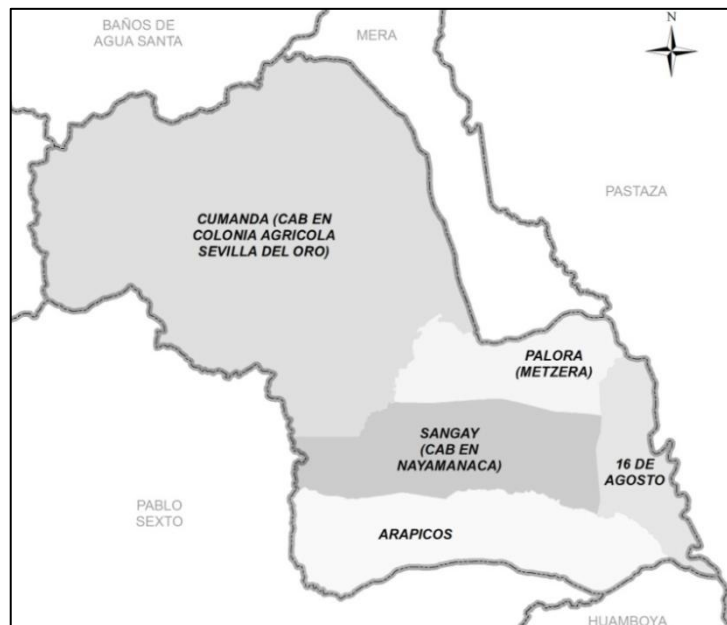 BAÑOS DE
AGUA SANTA
MERA
N
PASTAZA
CUMANDA (CAB EN
COLONIA AGRICOLA
SEVILLA DEL ORO)
PALORA
(METZERA)
SANGAY
(CAB EN
NAYAMANACA)
16 DE
AGOSTO
PABLO
SEXTO
ARAPICOS
HUAMBOYA